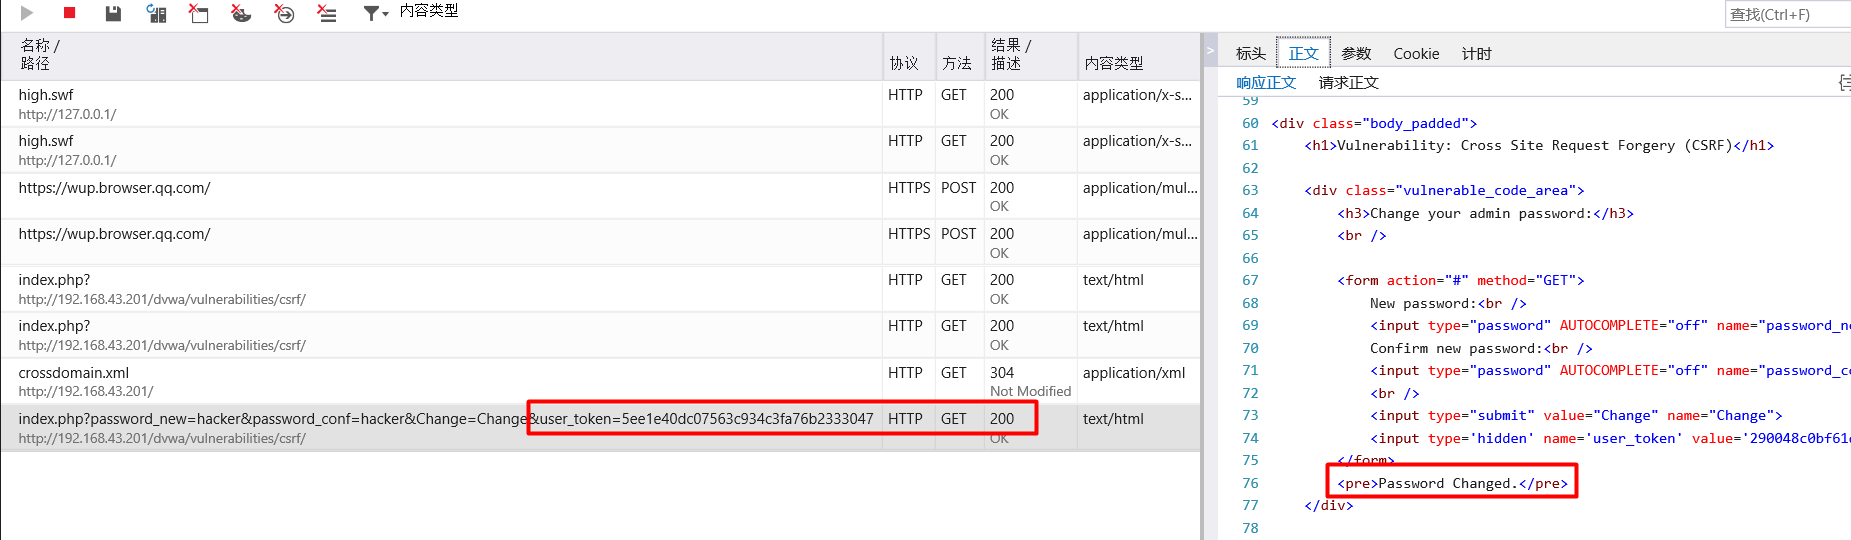 内容类型
查找(Ctrl+F)
名称 /
路径
协议
方法
结果 /
描述
内容类型
high.swf
http://127.0.0.1/
HTTP
GET
200
OK
application/x-s...
high.swf
http://127.0.0.1/
HTTP
GET
200
OK
application/x-s...
https://wup.browser.qq.com/
HTTPS
POST
200
OK
application/mul...
https://wup.browser.qq.com/
HTTPS
POST
200
OK
application/mul...
index.php?
http://192.168.43.201/dvwa/vulnerabilities/csrf/
HTTP
GET
200
OK
text/html
index.php?
http://192.168.43.201/dvwa/vulnerabilities/csrf/
HTTP
GET
200
OK
text/html
crossdomain.xml
http://192.168.43.201/
HTTP
GET
304
Not Modified
application/xml
index.php?password_new=hacker&password_conf=hacker&Change=Change&user_token=5ee1e40dc07563c934c3fa76b2333047
http://192.168.43.201/dvwa/vulnerabilities/csrf/
HTTP
GET
200
OK
text/html
>
标头 正文 参数 Cookie 计时
响应正文 请求正文
59
60 <div class="body_padded">
61 <h1>Vulnerability: Cross Site Request Forgery (CSRF)</h1>
62
63 <div class="vulnerable_code_area">
64 <h3>Change your admin password:</h3>
65 <br />
66
67 <form action="#" method="GET">
68 New password:<br />
69 <input type="password" AUTOCOMPLETE="off" name="password_ne
70 Confirm new password:<br />
71 <input type="password" AUTOCOMPLETE="off" name="password_co
72 <br />
73 <input type="submit" value="Change" name="Change">
74 <input type='hidden' name='user_token' value='290048c0bf61
75 </form>
76 <pre>Password Changed.</pre>
77 </div>
78